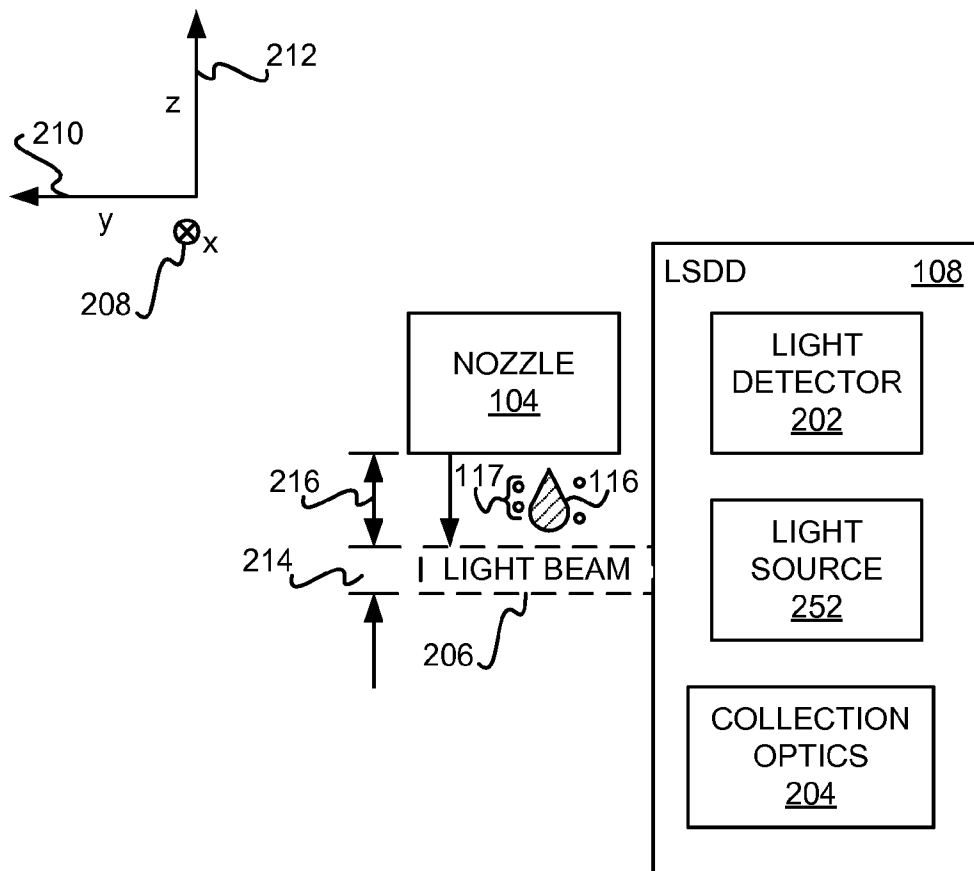 212
z
210
y
x
208
LSDD 108
NOZZLE
104
LIGHT
DETECTOR
202
216
117
116
214
LIGHT BEAM
206
LIGHT
SOURCE
252
COLLECTION
OPTICS
204